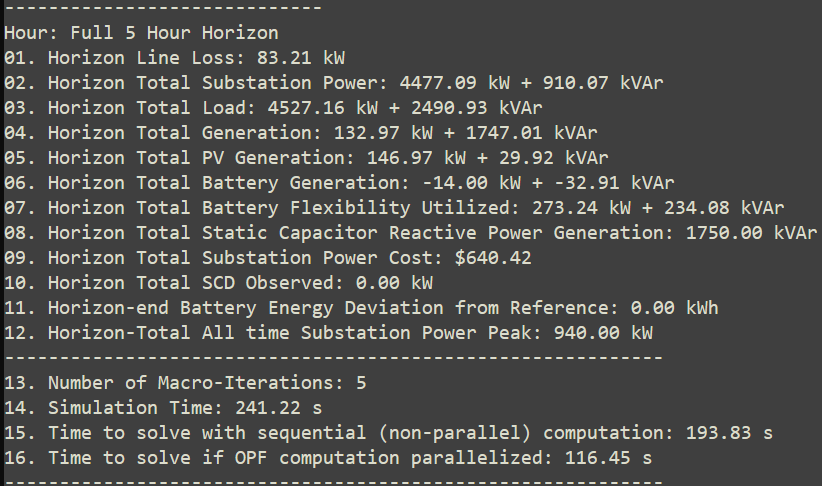 -----------------------------
Hour: Full 5 Hour Horizon
01. Horizon Line Loss: 83.21 kW
02. Horizon Total Substation Power: 4477.09 kW + 910.07 kVAr
03. Horizon Total Load: 4527.16 kW + 2490.93 kVAr
04. Horizon Total Generation: 132.97 kW + 1747.01 kVAr
05. Horizon Total PV Generation: 146.97 kW + 29.92 kVAr
06. Horizon Total Battery Generation: -14.00 kW + -32.91 kVAr
07. Horizon Total Battery Flexibility Utilized: 273.24 kW + 234.08 kVAr
08. Horizon Total Static Capacitor Reactive Power Generation: 1750.00 kVAr
09. Horizon Total Substation Power Cost: $640.42
10. Horizon Total SCD Observed: 0.00 kW
11. Horizon-end Battery Energy Deviation from Reference: 0.00 kWh
12. Horizon-Total All time Substation Power Peak: 940.00 kW
------------------------------------------------------------
13. Number of Macro-Iterations: 5
14. Simulation Time: 241.22 s
15. Time to solve with sequential (non-parallel) computation: 193.83 s
16. Time to solve if OPF computation parallelized: 116.45 s
------------------------------------------------------------